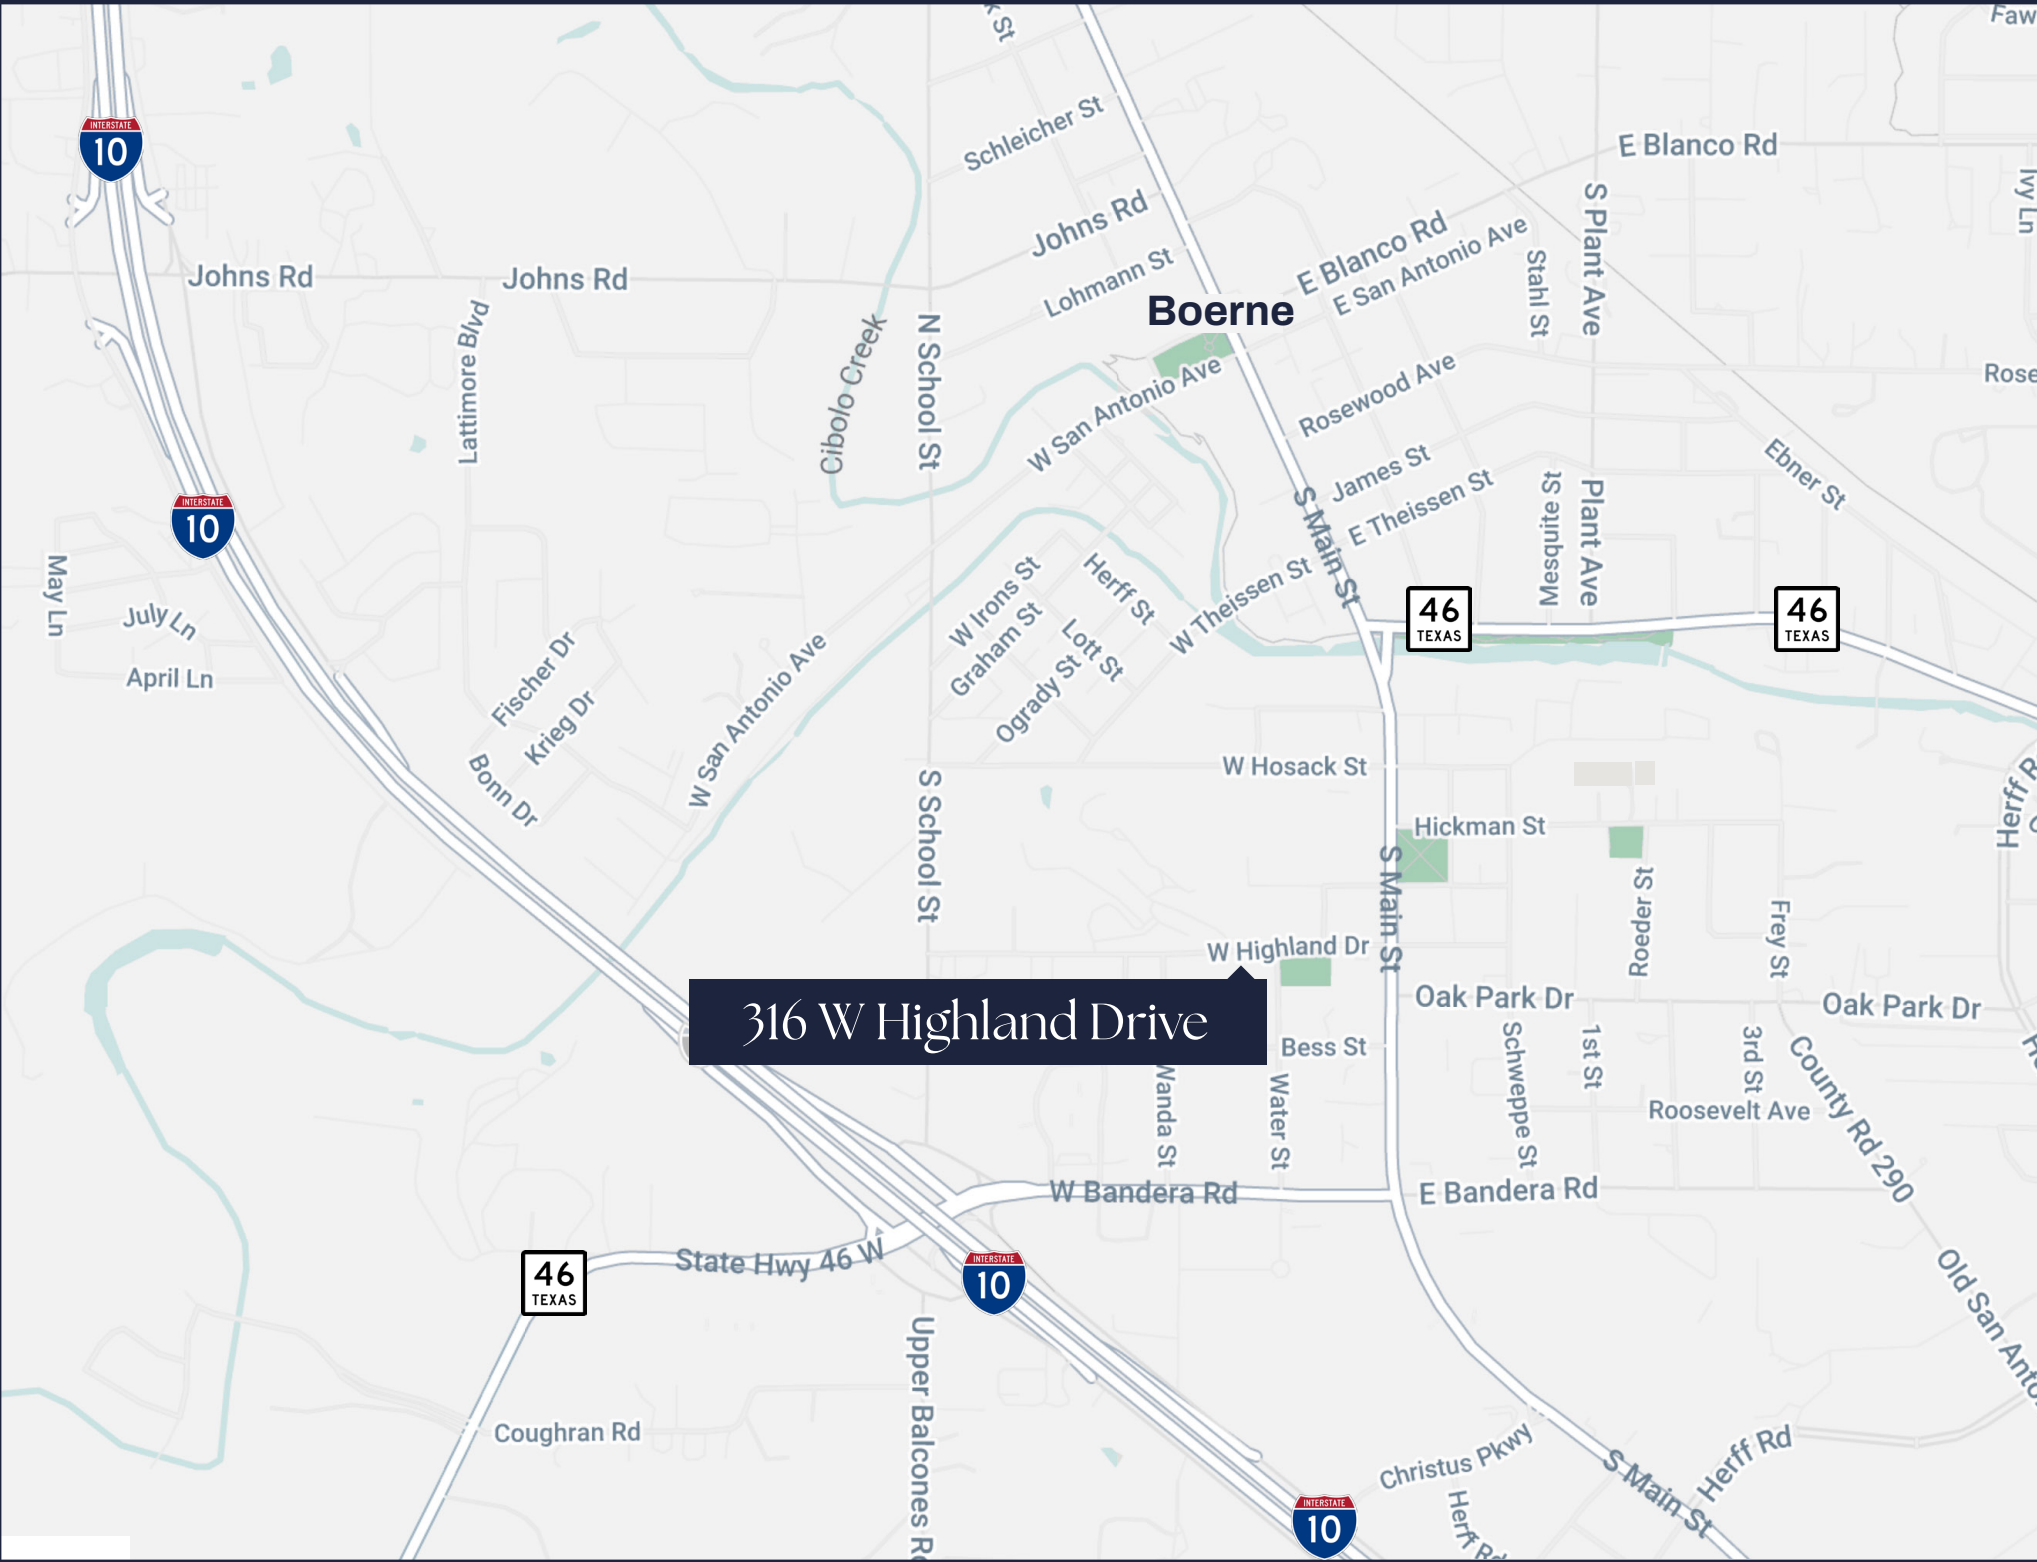 k St
Faw
INTERSTATE
10
Schleicher St
E Blanco Rd
S Plant Ave
Ivy Ln
Johns Rd
Johns Rd
Johns Rd
Lohmann St
E Blanco Rd
E San Antonio Ave
Stahl St
Boerne
Lattimore Blvd
Cibolo Creek
N School St
W San Antonio Ave
Rosewood Ave
Rose
INTERSTATE
10
S Main St
James St
E Theissen St
Mesquite St
Plant Ave
Ebner St
May Ln
July Ln
April Ln
W Irons St
Graham St
Herff St
Lott St
Ogrady St
W Theissen St
46
TEXAS
46
TEXAS
Fischer Dr
Krieg Dr
Bonn Dr
W San Antonio Ave
S School St
W Hosack St
Hickman St
S Main St
Roeder St
Frey St
Herff R
W Highland Dr
316 W Highland Drive
Oak Park Dr
Oak Park Dr
Bess St
Wanda St
Water St
Schweppe St
1st St
3rd St
Roosevelt Ave
County Rd 290
W Bandera Rd
E Bandera Rd
State Hwy 46 W
46
TEXAS
INTERSTATE
10
Old San Anto
Upper Balcones R
Coughran Rd
Christus Pkwy
Herff Rd
S Main St
Herff Rd
INTERSTATE
10